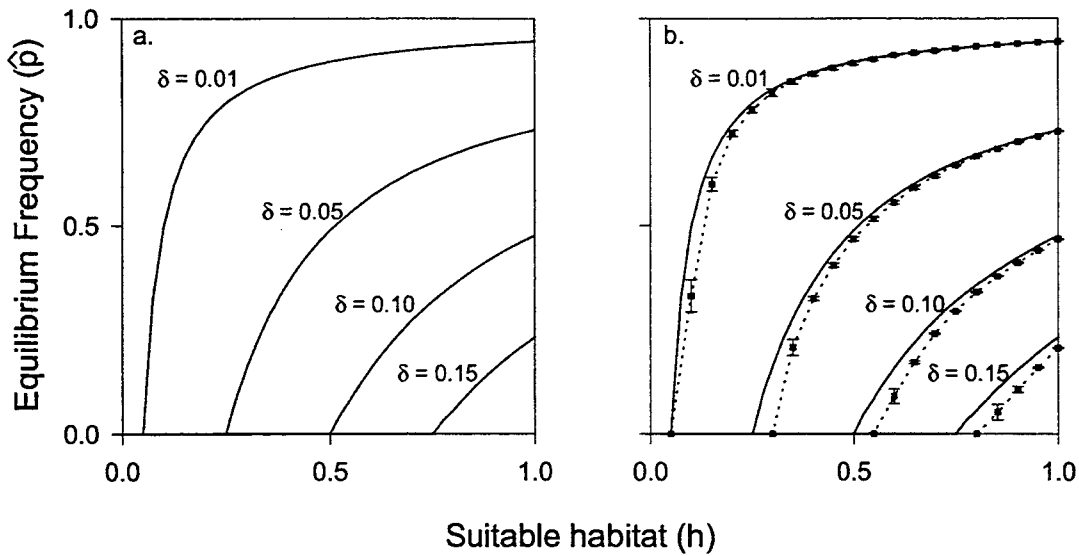 Equilibrium Frequency (p̂)
1.0
0.5
0.0
a.
δ = 0.01
δ = 0.05
δ = 0.10
δ = 0.15
0.0
0.5
1.0
b.
δ = 0.01
δ = 0.05
δ = 0.10
δ = 0.15
0.0
0.5
1.0
Suitable habitat (h)